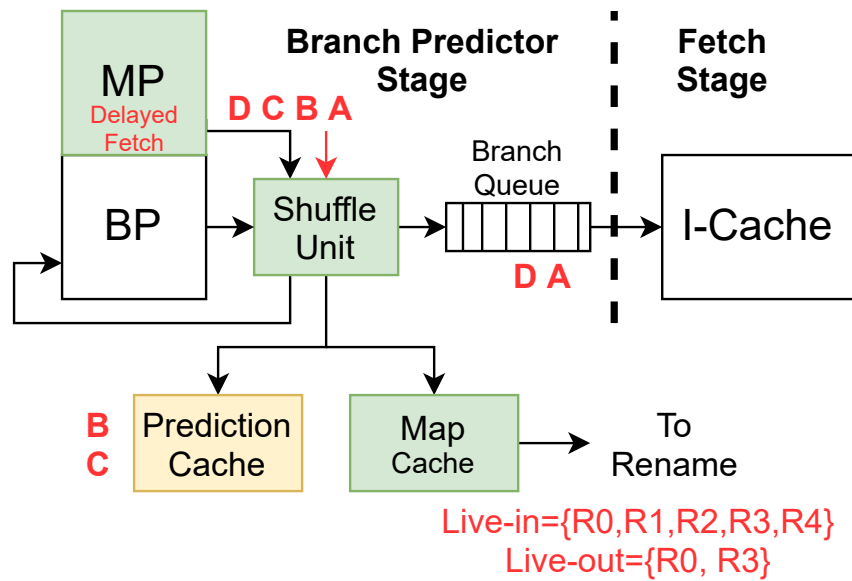 MP
Delayed
Fetch
BP
Branch Predictor
Stage
Fetch
Stage
D C B A
Shuffle
Unit
Branch
Queue
D A
I-Cache
B
C
Prediction
Cache
Map
Cache
To
Rename
Live-in={R0,R1,R2,R3,R4}
Live-out={R0, R3}